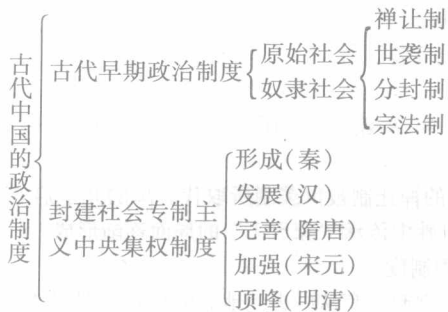 古代中国的政治制度
古代早期政治制度
原始社会
奴隶社会
禅让制
世袭制
分封制
宗法制
封建社会专制主
义中央集权制度
形成(秦)
发展(汉)
完善(隋唐)
加强(宋元)
顶峰(明清)